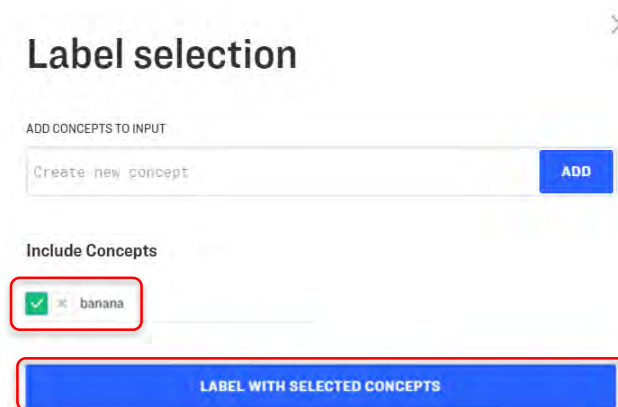 Label selection
ADD CONCEPTS TO INPUT
Create new concept
ADD
Include Concepts
banana
LABEL WITH SELECTED CONCEPTS